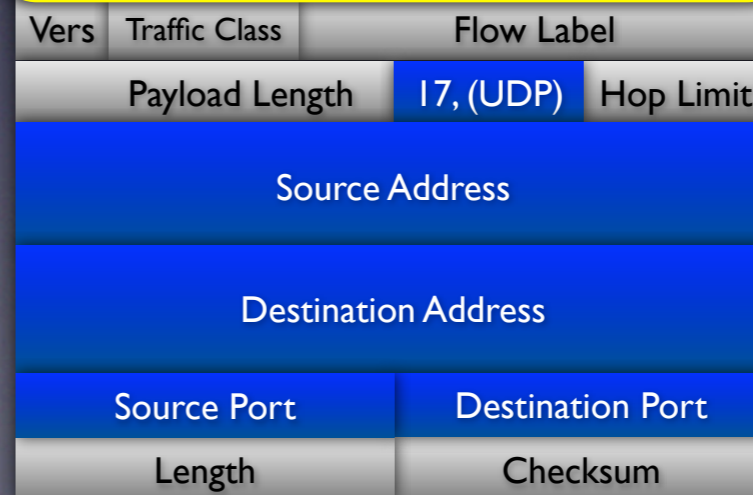 Vers Traffic Class Flow Label
Payload Length 17, (UDP) Hop Limit
Source Address
Destination Address
Source Port Destination Port
Length Checksum